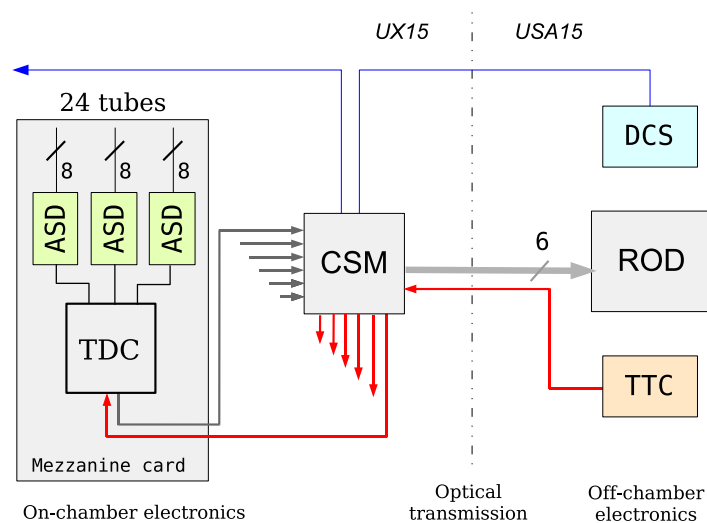 UX15
USA15
24 tubes
8
8
8
ASD
ASD
ASD
DCS
CSM
6
ROD
TDC
TTC
Mezzanine card
On-chamber electronics
Optical
transmission
Off-chamber
electronics